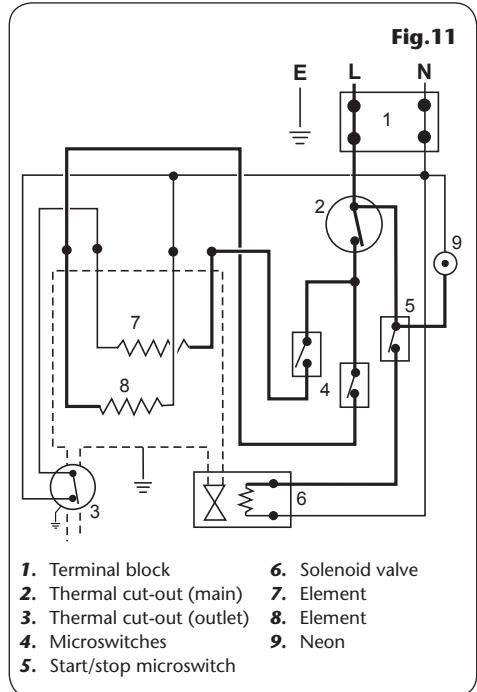 Fig.11
E L N
1
2
9
5
7
4
8
6
3
1. Terminal block
2. Thermal cut-out (main)
3. Thermal cut-out (outlet)
4. Microswitches
5. Start/stop microswitch
6. Solenoid valve
7. Element
8. Element
9. Neon